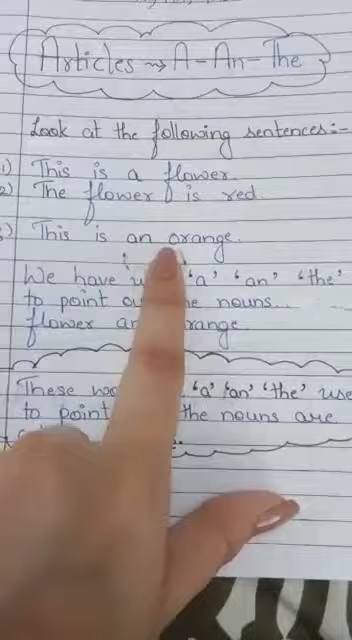 Articles → A-An-The
Look at the following sentences:-
1) This is a flower.
2) The flower is red.
3) This is an orange.
We have 'a' 'an' 'the'
to point the nouns...
flower orange
These 'a' 'an' 'the' use
to point the nouns are